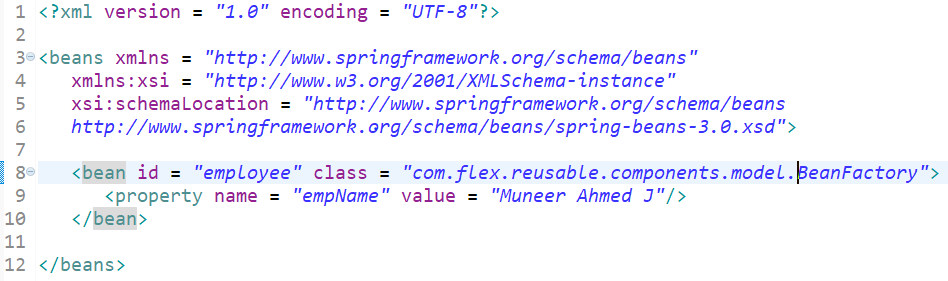 1 <?xml version = "1.0" encoding = "UTF-8"?>
2
3 <beans xmlns = "http://www.springframework.org/schema/beans"
4    xmlns:xsi = "http://www.w3.org/2001/XMLSchema-instance"
5    xsi:schemaLocation = "http://www.springframework.org/schema/beans
6    http://www.springframework.org/schema/beans/spring-beans-3.0.xsd">
7
8    <bean id = "employee" class = "com.flex.reusable.components.model.BeanFactory">
9       <property name = "empName" value = "Muneer Ahmed J"/>
10    </bean>
11
12 </beans>